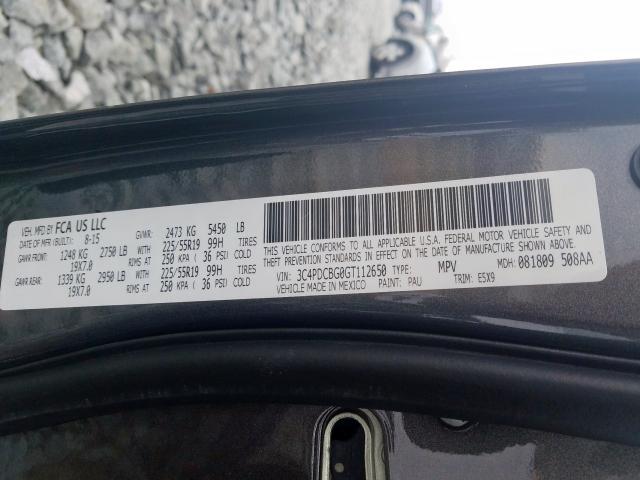 VEH. MFD BY FCA US LLC
DATE OF MFR (BUILT): 8-15 GVWR: 2473 KG 5450 LB
GAWR FRONT: 1248 KG 2750 LB WITH 225/55R19 99H TIRES
19X7.0 RIMS AT 250 KPA ( 36 PSI) COLD
GAWR REAR: 1339 KG 2950 LB WITH 225/55R19 99H TIRES
19X7.0 RIMS AT 250 KPA ( 36 PSI) COLD
THIS VEHICLE CONFORMS TO ALL APPLICABLE U.S.A. FEDERAL MOTOR VEHICLE SAFETY
AND THEFT PREVENTION STANDARDS IN EFFECT ON THE DATE OF MANUFACTURE SHOWN ABOVE.
VIN: 3C4PDCBG0GT112650 TYPE: MPV MDH: 081809 508AA
VEHICLE MADE IN MEXICO PAINT: PAU TRIM: E5X9